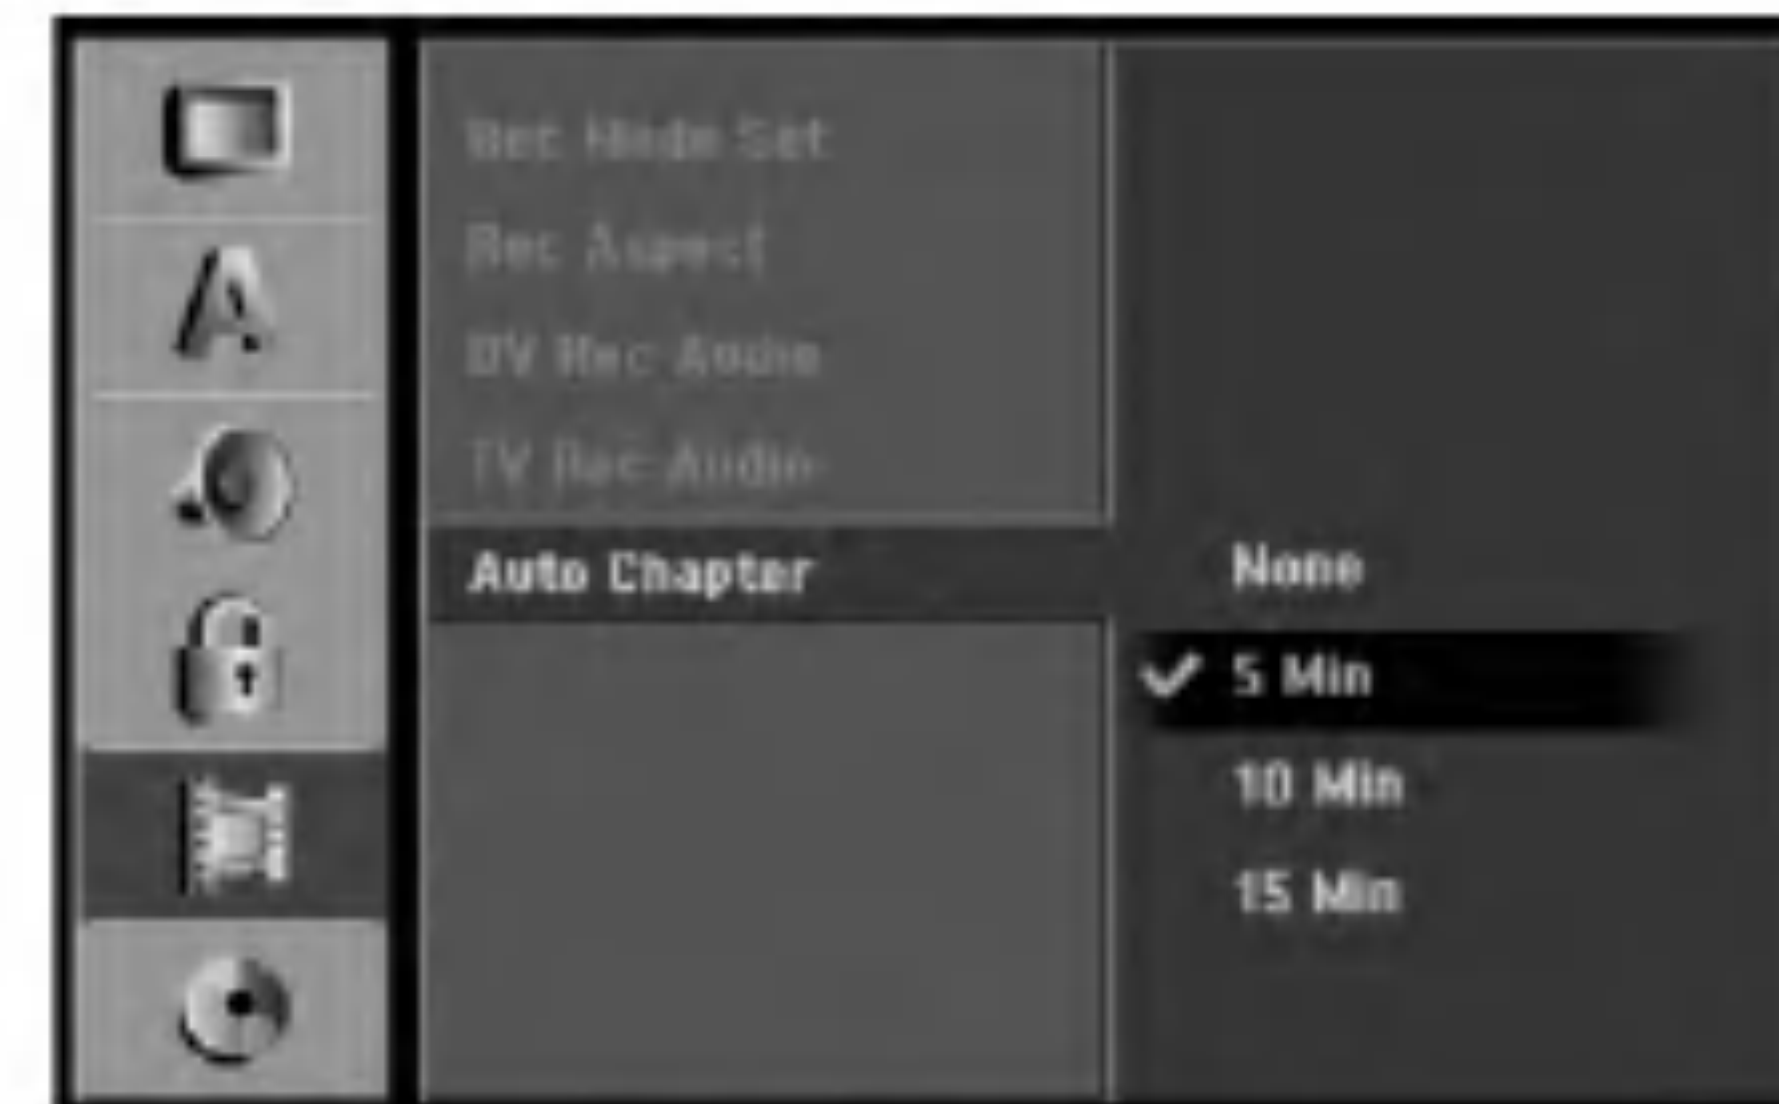 Rec Mode Set
Rec Aspect
DV Rec Audio
TV Rec Audio
Auto Chapter
None
5 Min
10 Min
15 Min